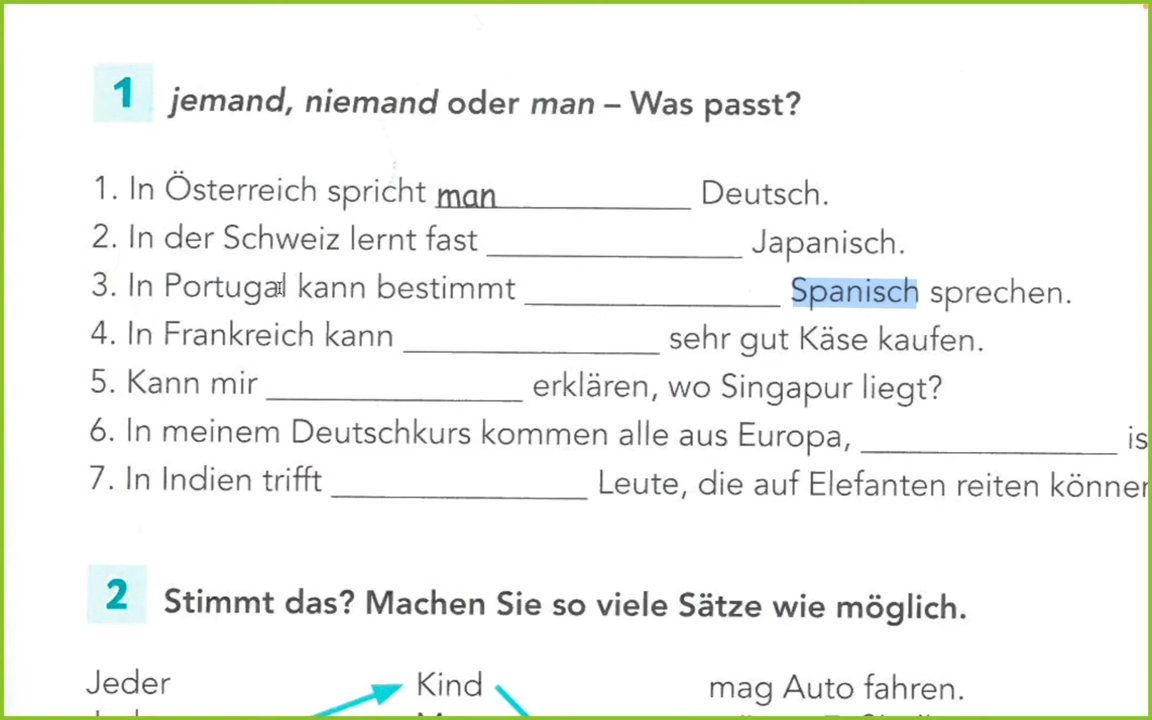 1 jemand, niemand oder man – Was passt?
1. In Österreich spricht man Deutsch.
2. In der Schweiz lernt fast Japanisch.
3. In Portugal kann bestimmt Spanisch sprechen.
4. In Frankreich kann sehr gut Käse kaufen.
5. Kann mir erklären, wo Singapur liegt?
6. In meinem Deutschkurs kommen alle aus Europa, is
7. In Indien trifft Leute, die auf Elefanten reiten können
2 Stimmt das? Machen Sie so viele Sätze wie möglich.
Jeder Kind mag Auto fahren.